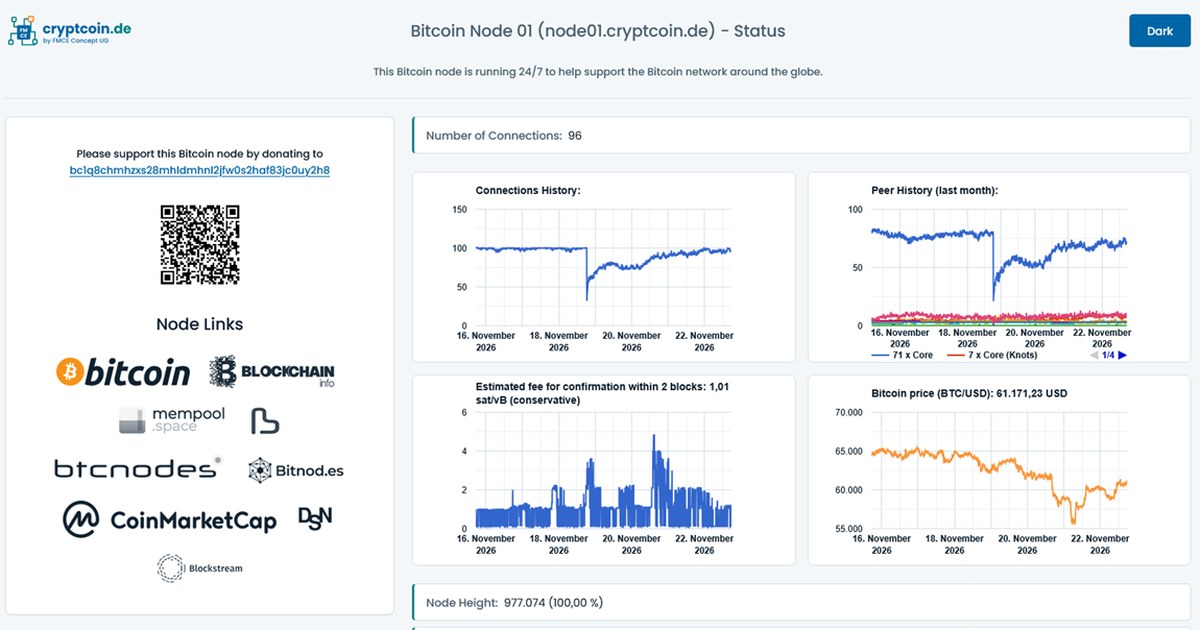 cryptcoin.de
by FMCE Concept UG
Bitcoin Node 01 (node01.cryptcoin.de) - Status
Dark
This Bitcoin node is running 24/7 to help support the Bitcoin network around the globe.
Please support this Bitcoin node by donating to
bc1q8chmhzxs28mhldmhnl2jfw0s2haf83jc0uy2h8
Node Links
bitcoin
BLOCKCHAIN
info
mempool
.space
btcnodes
Bitnod.es
CoinMarketCap
DSN
Blockstream
Number of Connections: 96
Connections History:
150
100
50
0
16. November 2026
18. November 2026
20. November 2026
22. November 2026
Peer History (last month):
100
50
0
16. November 2026
18. November 2026
20. November 2026
22. November 2026
71 x Core
7 x Core (Knots)
1/4
Estimated fee for confirmation within 2 blocks: 1,01
sat/vB (conservative)
6
4
2
0
16. November 2026
18. November 2026
20. November 2026
22. November 2026
Bitcoin price (BTC/USD): 61.171,23 USD
70.000
65.000
60.000
55.000
16. November 2026
18. November 2026
20. November 2026
22. November 2026
Node Height: 977.074 (100,00 %)